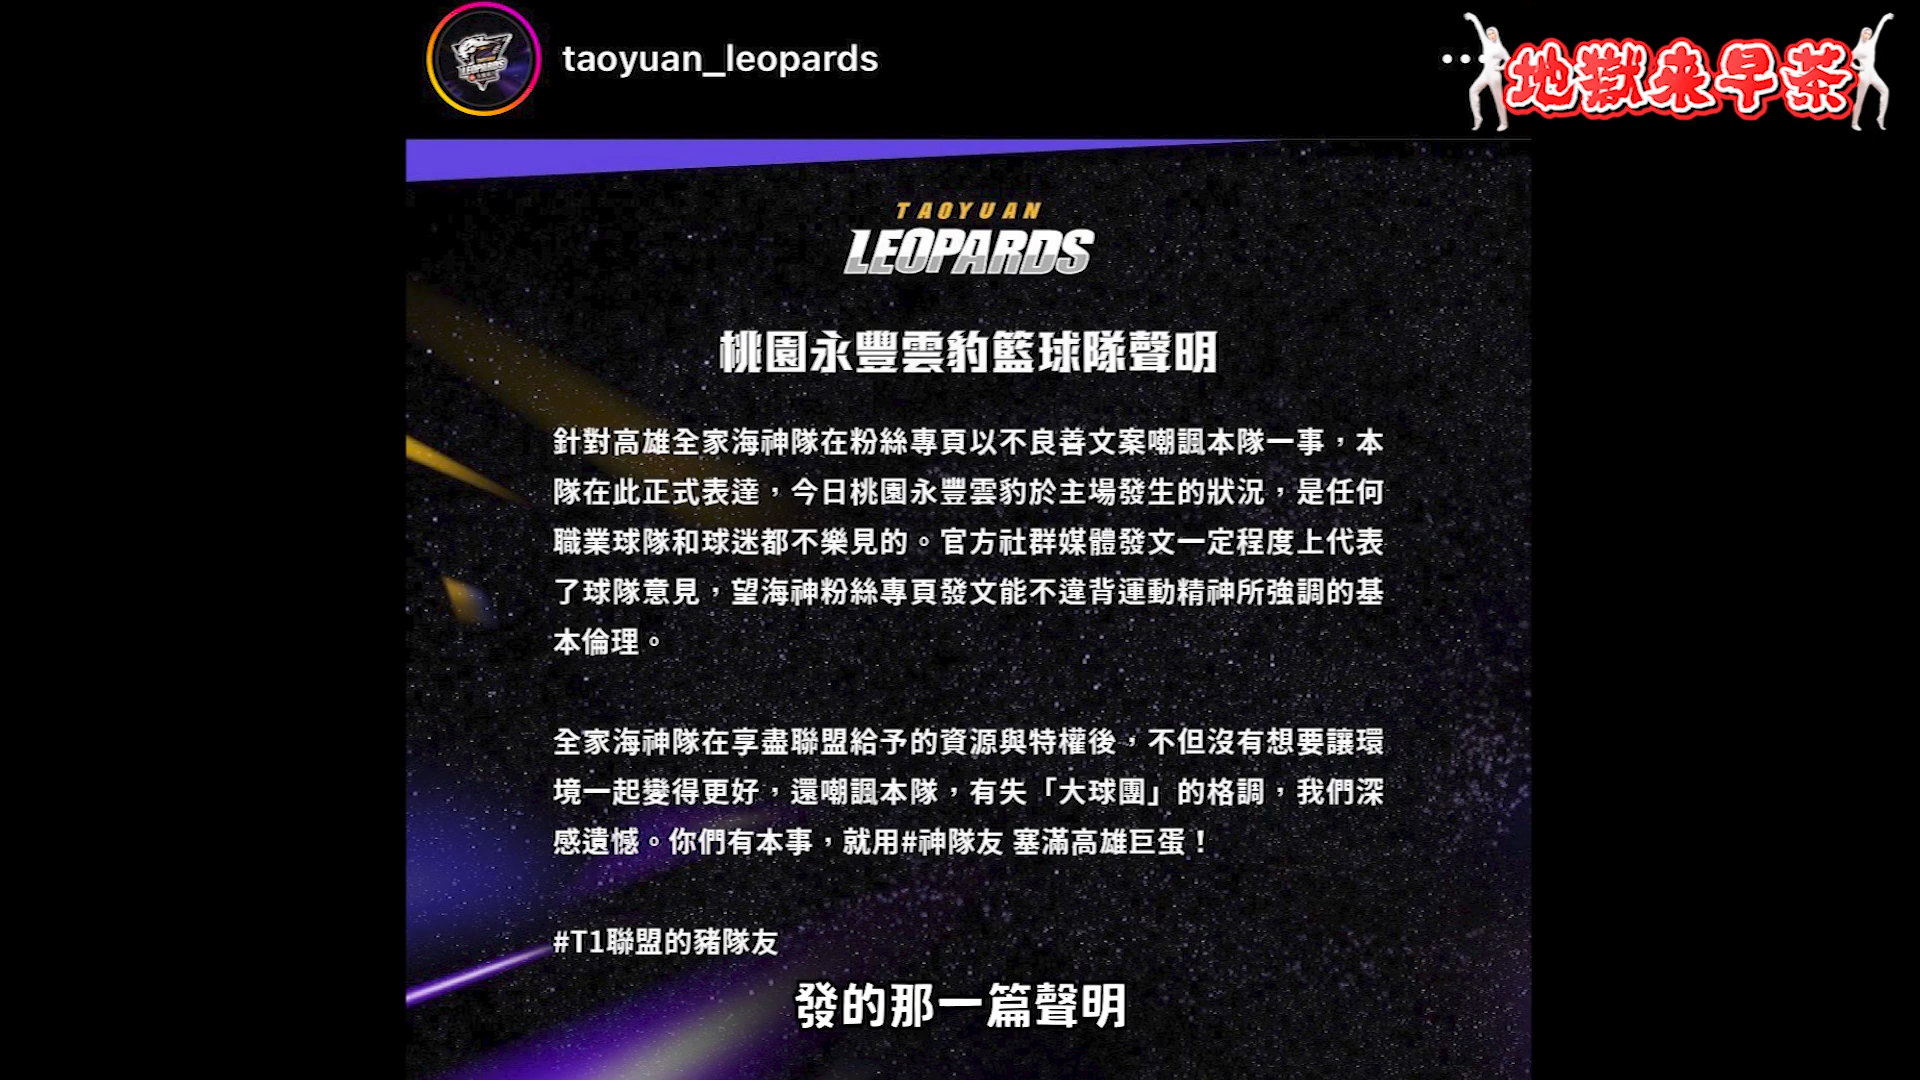 taoyuan_leopards
地獄来早茶
TAOYUAN
LEOPARDS
桃園永豐雲豹籃球隊聲明
針對高雄全家海神隊在粉絲專頁以不良善文案嘲諷本隊一事，本
隊在此正式表達，今日桃園永豐雲豹於主場發生的狀況，是任何
職業球隊和球迷都不樂見的。官方社群媒體發文一定程度上代表
了球隊意見，望海神粉絲專頁發文能不違背運動精神所強調的基
本倫理。
全家海神隊在享盡聯盟給予的資源與特權後，不但沒有想要讓環
境一起變得更好，還嘲諷本隊，有失「大球團」的格調，我們深
感遺憾。你們有本事，就用#神隊友 塞滿高雄巨蛋！
#T1聯盟的豬隊友
發的那一篇聲明